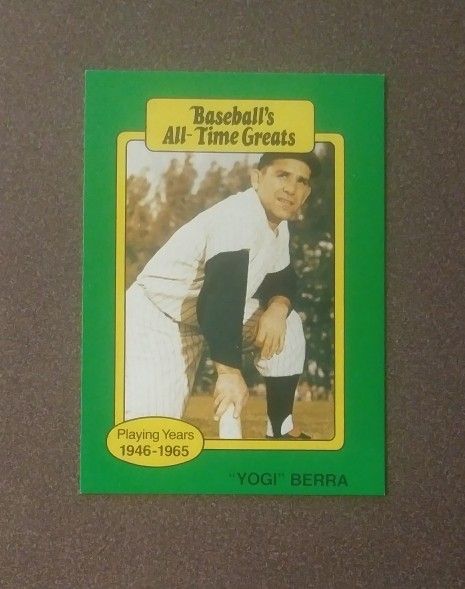 Baseball's
All-Time Greats
Playing Years
1946-1965
"YOGI" BERRA